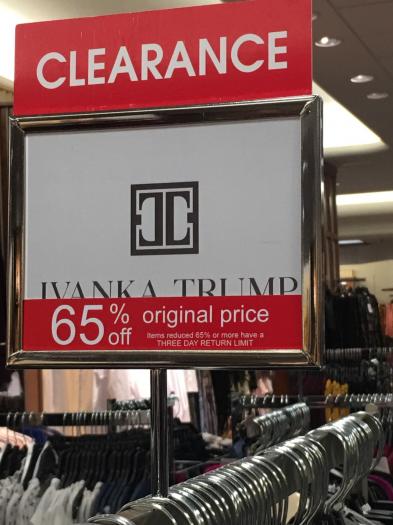 CLEARANCE
IVANKA TRUMP
65% off original price
Items reduced 65% or more have a
THREE DAY RETURN LIMIT